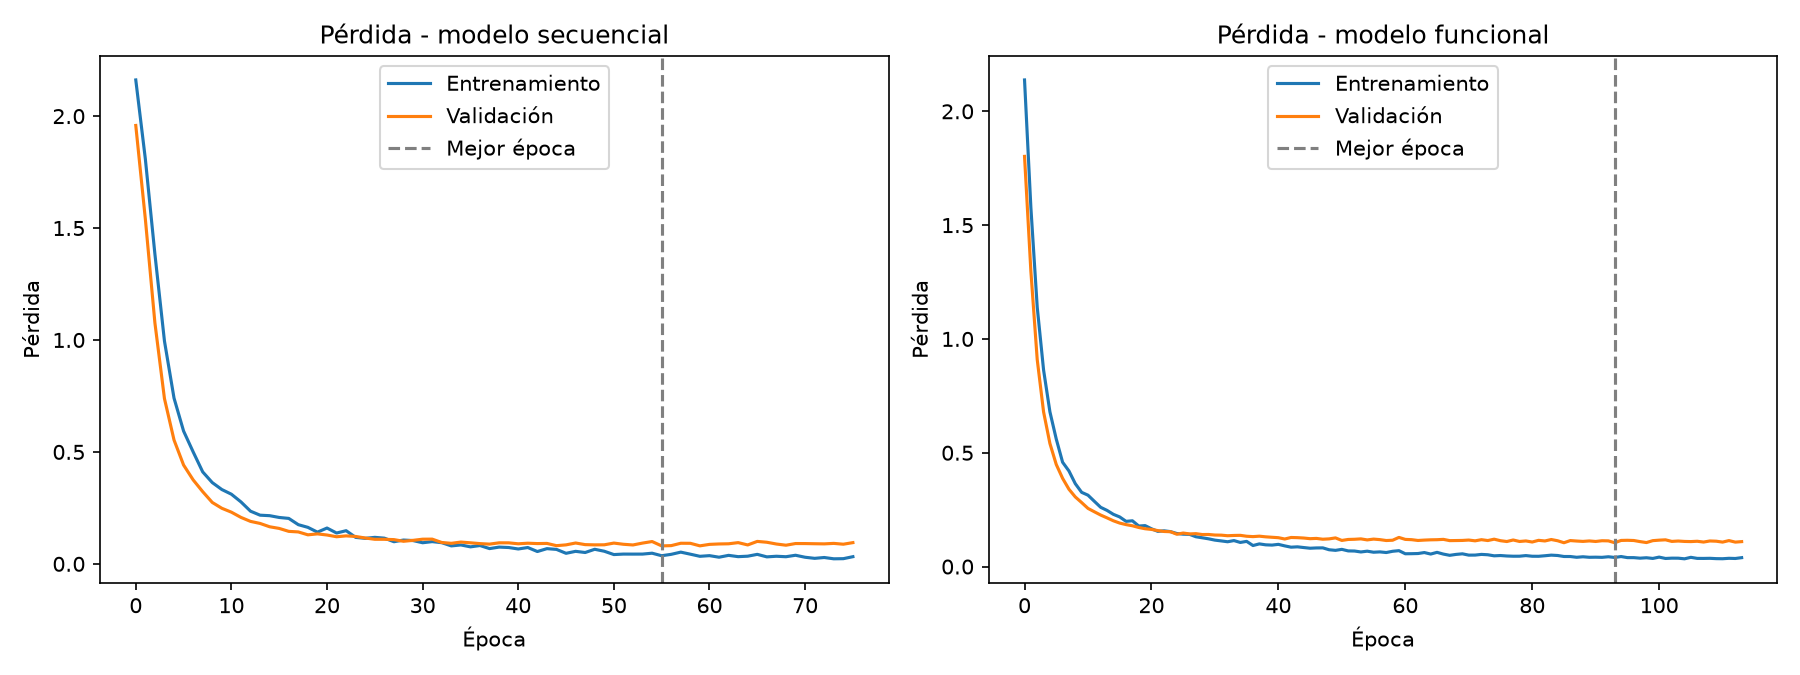 Pérdida - modelo secuencial
Entrenamiento
Validación
Mejor época
Pérdida
2.0
1.5
1.0
0.5
0.0
0 10 20 30 40 50 60 70
Época
Pérdida - modelo funcional
Entrenamiento
Validación
Mejor época
Pérdida
2.0
1.5
1.0
0.5
0.0
0 20 40 60 80 100
Época